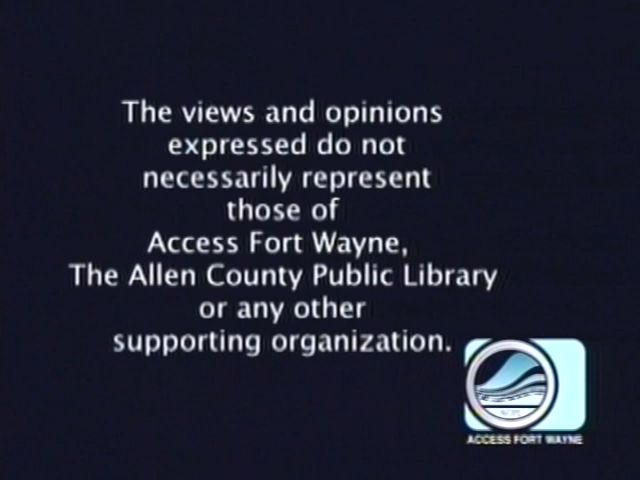 The views and opinions
expressed do not
necessarily represent
those of
Access Fort Wayne,
The Allen County Public Library
or any other
supporting organization.
ACCESS FORT WAYNE